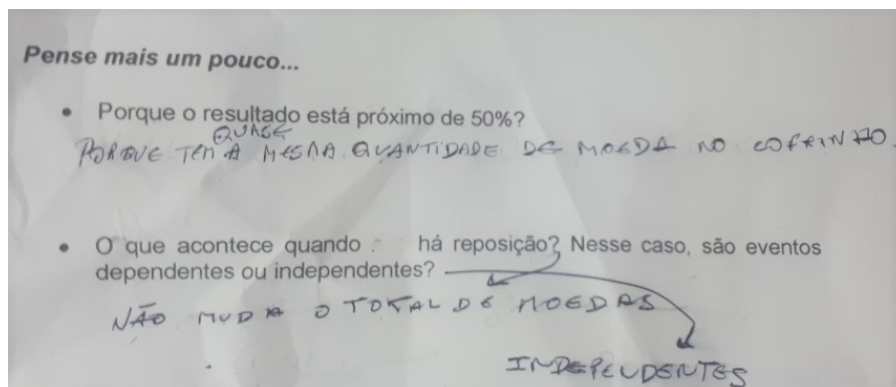 Pense mais um pouco...
• Porque o resultado está próximo de 50%?
QUASE
PORQUE TEM A MESMA QUANTIDADE DE MOEDA NO COFRINHO.
• O que acontece quando há reposição? Nesse caso, são eventos
dependentes ou independentes?
NÃO MUDA O TOTAL DE MOEDAS
INDEPENDENTES